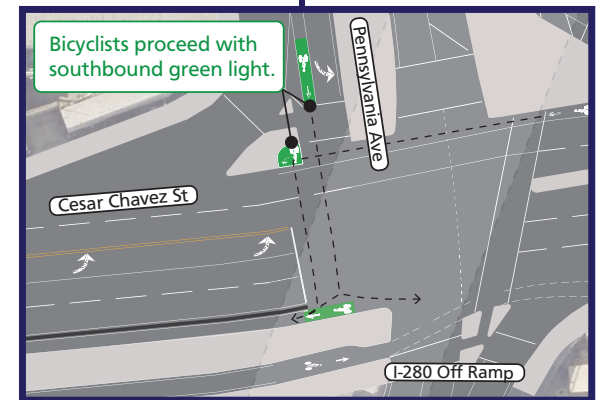 Bicyclists proceed with
southbound green light.
Pennsylvania Ave
Cesar Chavez St
I-280 Off Ramp